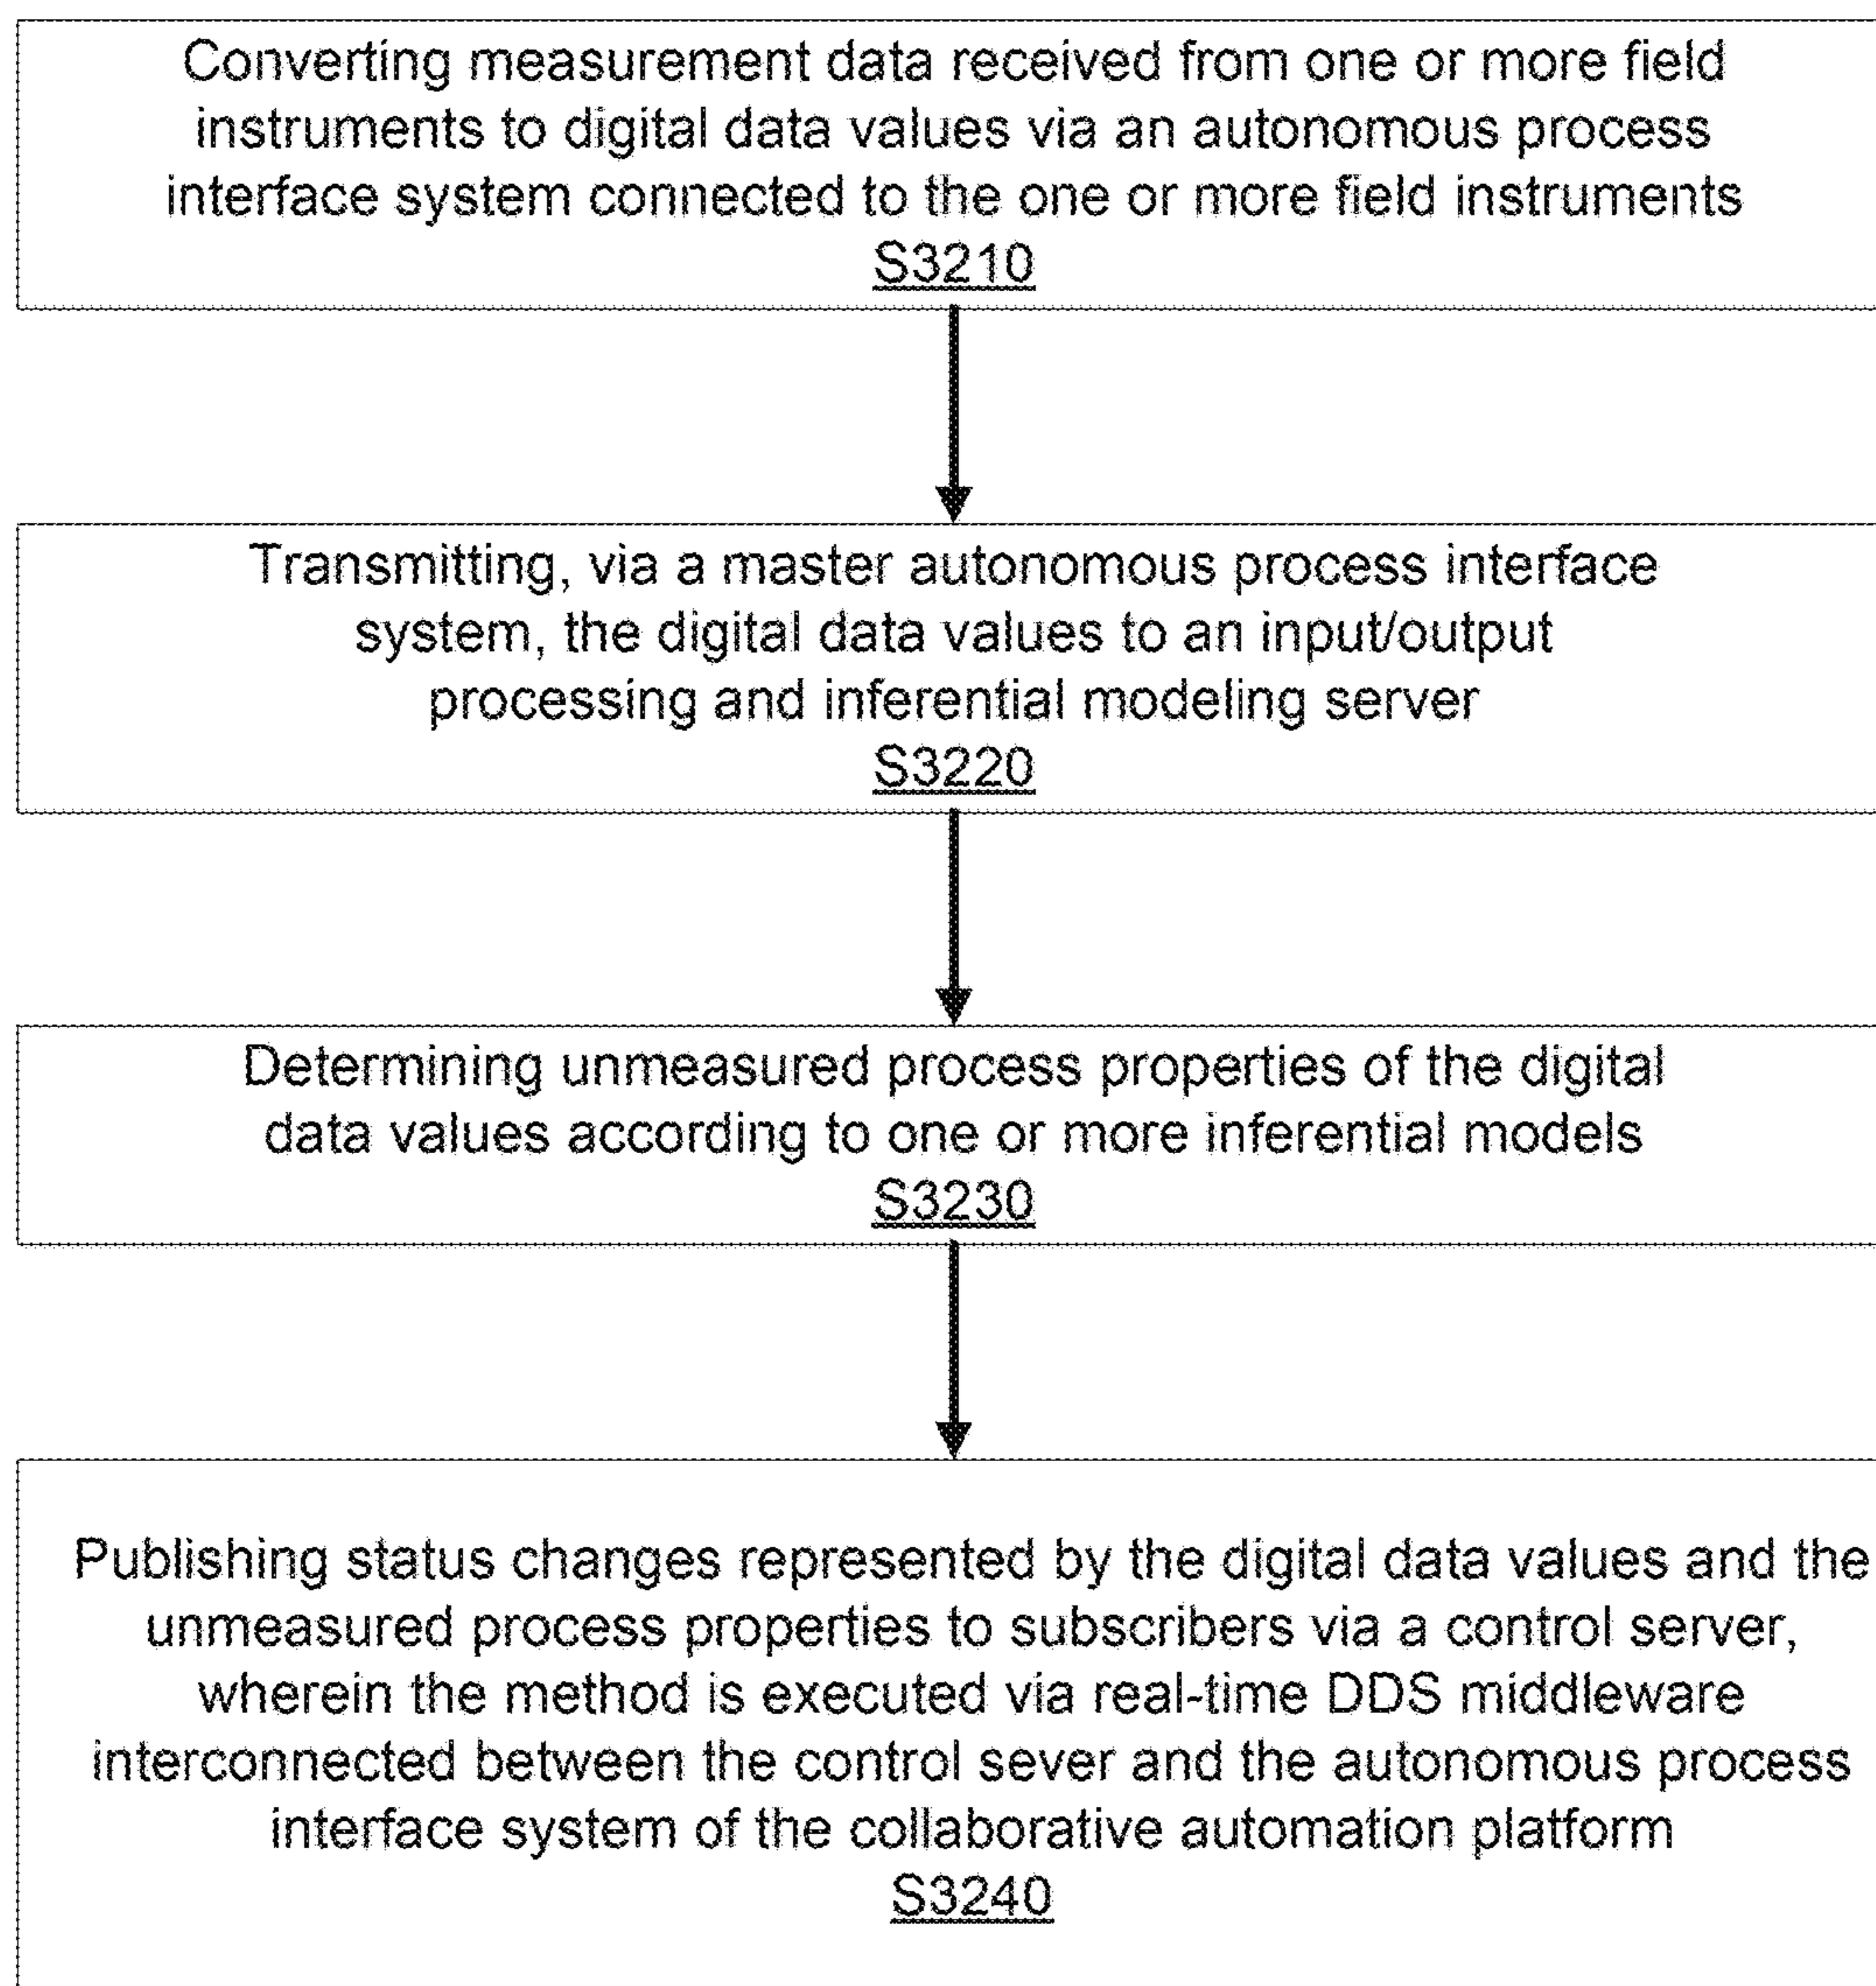 Converting measurement data received from one or more field
instruments to digital data values via an autonomous process
interface system connected to the one or more field instruments
S3210
Transmitting, via a master autonomous process interface
system, the digital data values to an input/output
processing and inferential modeling server
S3220
Determining unmeasured process properties of the digital
data values according to one or more inferential models
S3230
Publishing status changes represented by the digital data values and the
unmeasured process properties to subscribers via a control server,
wherein the method is executed via real-time DDS middleware
interconnected between the control sever and the autonomous process
interface system of the collaborative automation platform
S3240